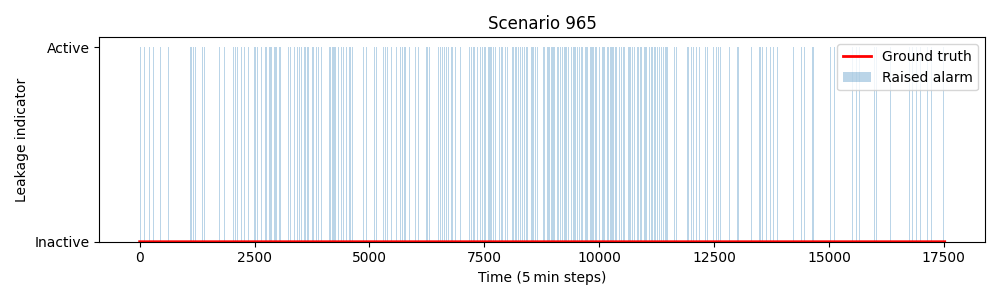 Scenario 965
Active
Inactive
Leakage indicator
Ground truth
Raised alarm
0 2500 5000 7500 10000 12500 15000 17500
Time (5 min steps)